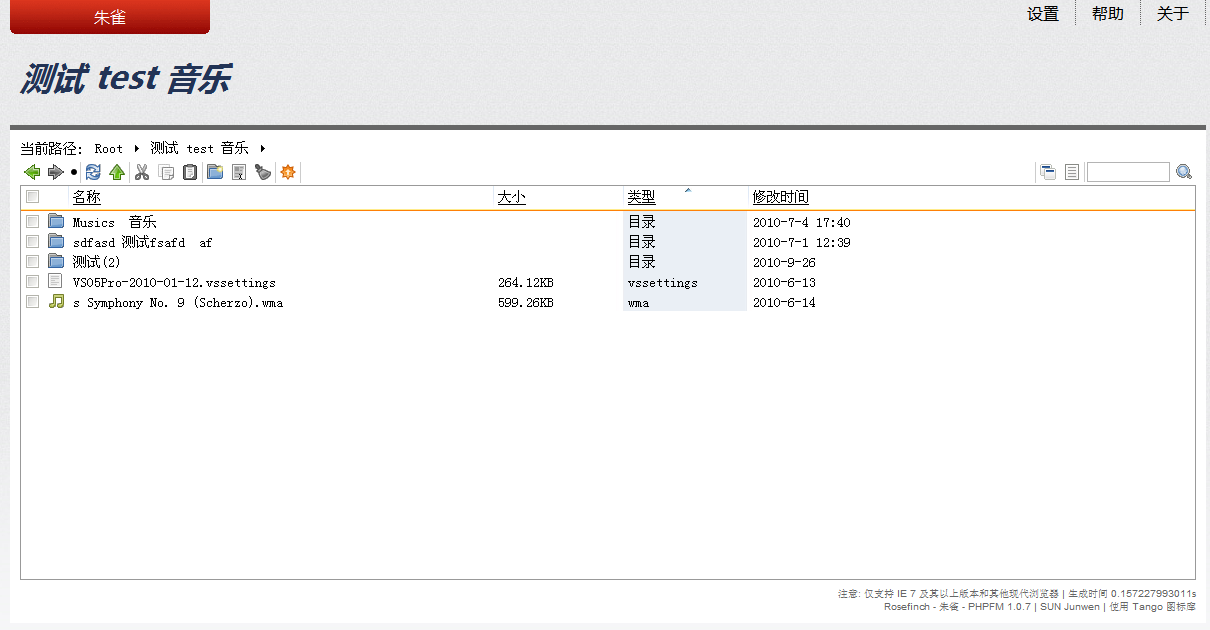 朱雀 设置 帮助 关于
测试 test 音乐
当前路径: Root 测试 test 音乐
名称 大小 类型 修改时间
Musics 音乐 目录 2010-7-4 17:40
sdfasd 测试fsafd af 目录 2010-7-1 12:39
测试(2) 目录 2010-9-26
VS05Pro-2010-01-12.vssettings 264.12KB vssettings 2010-6-13
s Symphony No. 9 (Scherzo).wma 599.26KB wma 2010-6-14
注意: 仅支持 IE 7 及其以上版本和其他现代浏览器 | 生成时间 0.157227993011s
Rosefinch - 朱雀 - PHPFM 1.0.7 | SUN Junwen | 使用 Tango 图标库